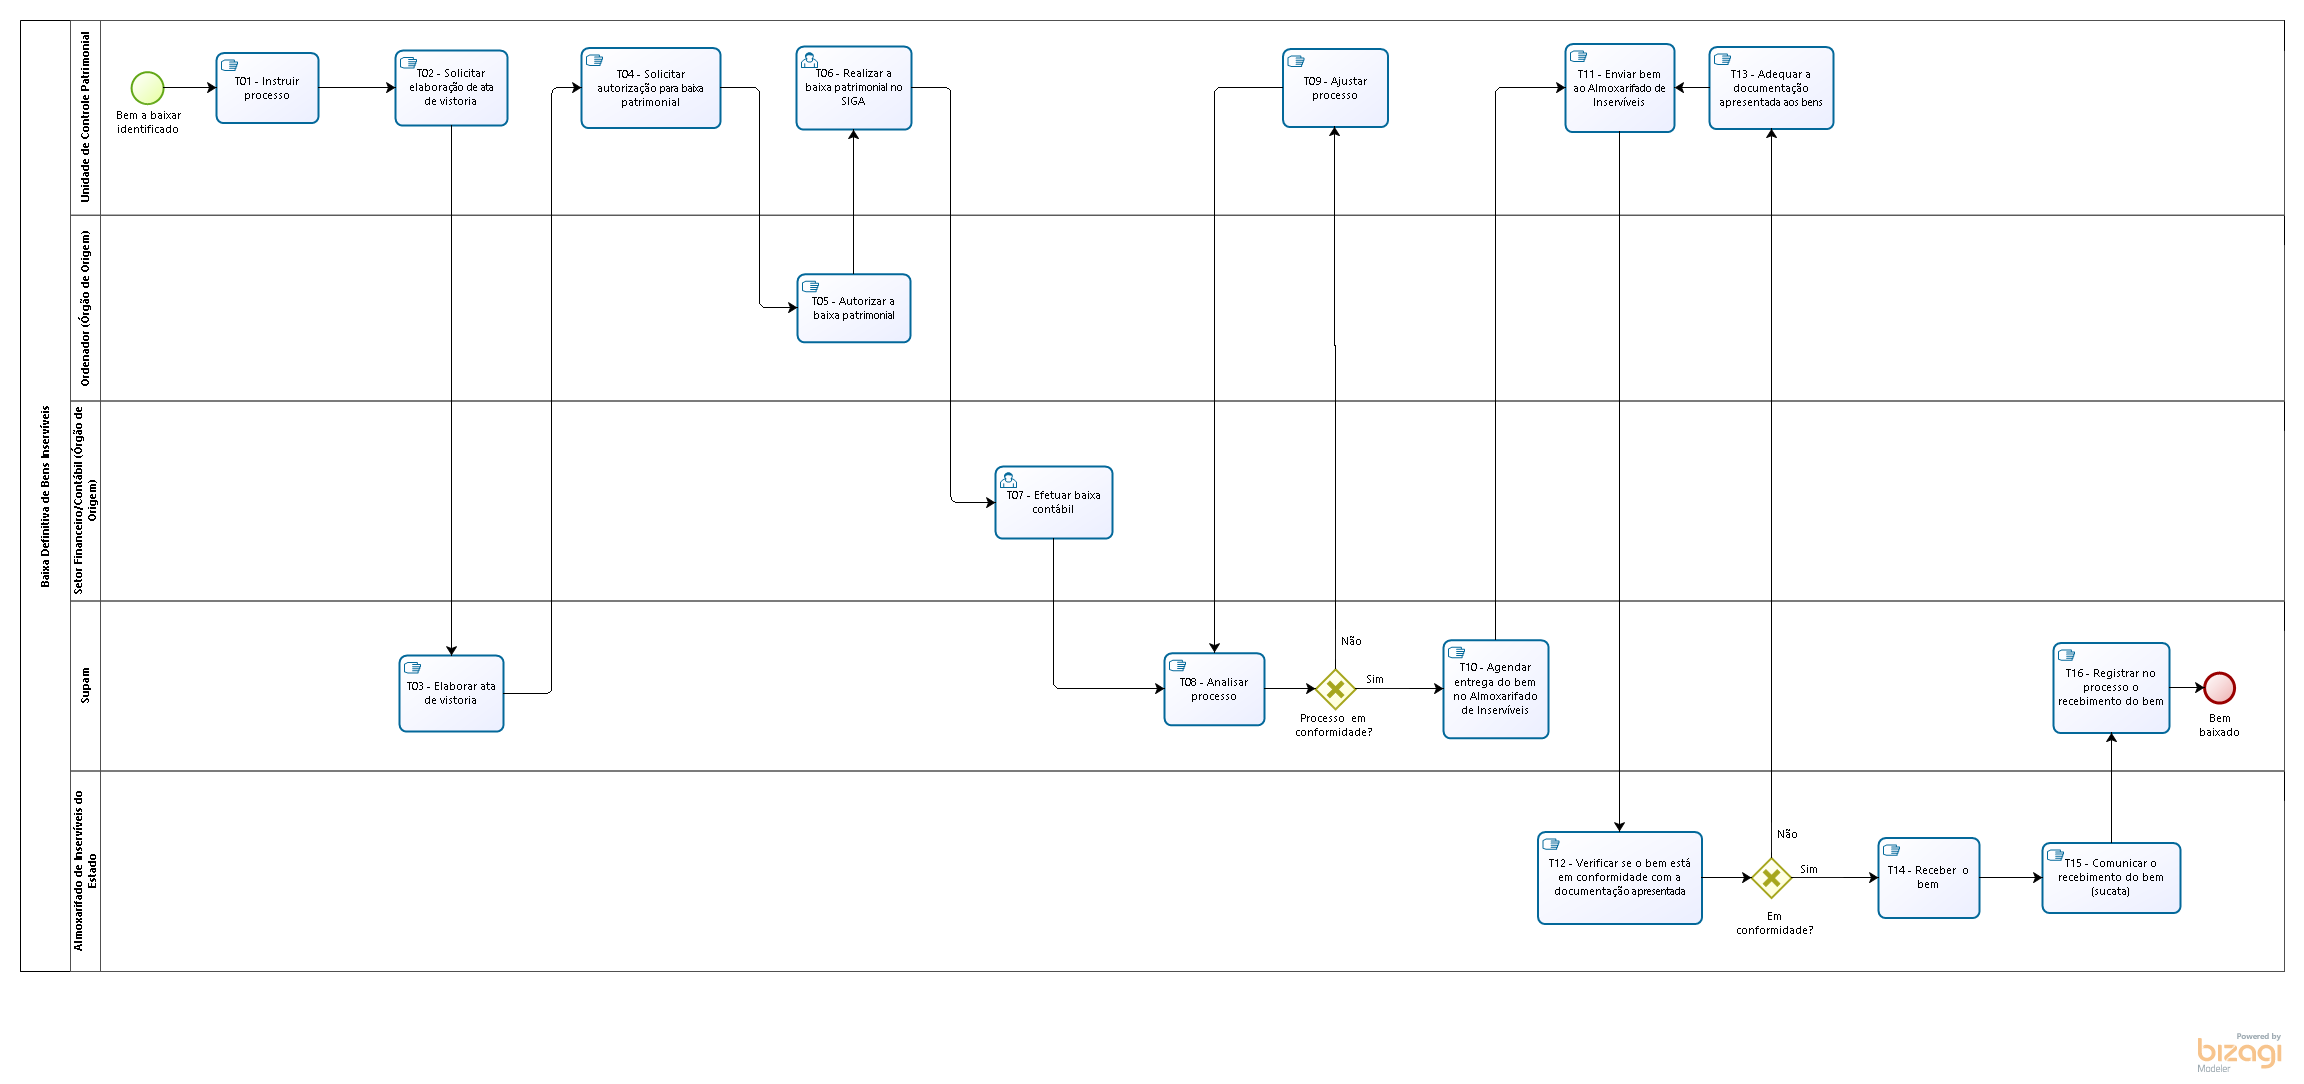 Baixa Definitiva de Bens Inservíveis
Unidade de Controle Patrimonial
Bem a baixar
identificado
T01 - Instruir
processo
T02 - Solicitar
elaboração de ata
de vistoria
T04 - Solicitar
autorização para baixa
patrimonial
T06 - Realizar a
baixa patrimonial no
SIGA
T09 - Ajustar
processo
T11 - Enviar bem
ao Almoxarifado de
Inservíveis
T13 - Adequar a
documentação
apresentada aos bens
Ordenador (Órgão de Origem)
T05 - Autorizar a
baixa patrimonial
Setor Financeiro/Contábil (Órgão de
Origem)
T07 - Efetuar baixa
contábil
Supam
T03 - Elaborar ata
de vistoria
T08 - Analisar
processo
Não
Sim
Processo em
conformidade?
T10 - Agendar
entrega do bem
no Almoxarifado
de Inservíveis
T16 - Registrar no
processo o
recebimento do bem
Bem
baixado
Almoxarifado de Inservíveis do
Estado
T12 - Verificar se o bem está
em conformidade com a
documentação apresentada
Não
Sim
Em
conformidade?
T14 - Receber o
bem
T15 - Comunicar o
recebimento do bem
(sucata)
Powered by
bizagi
Modeler